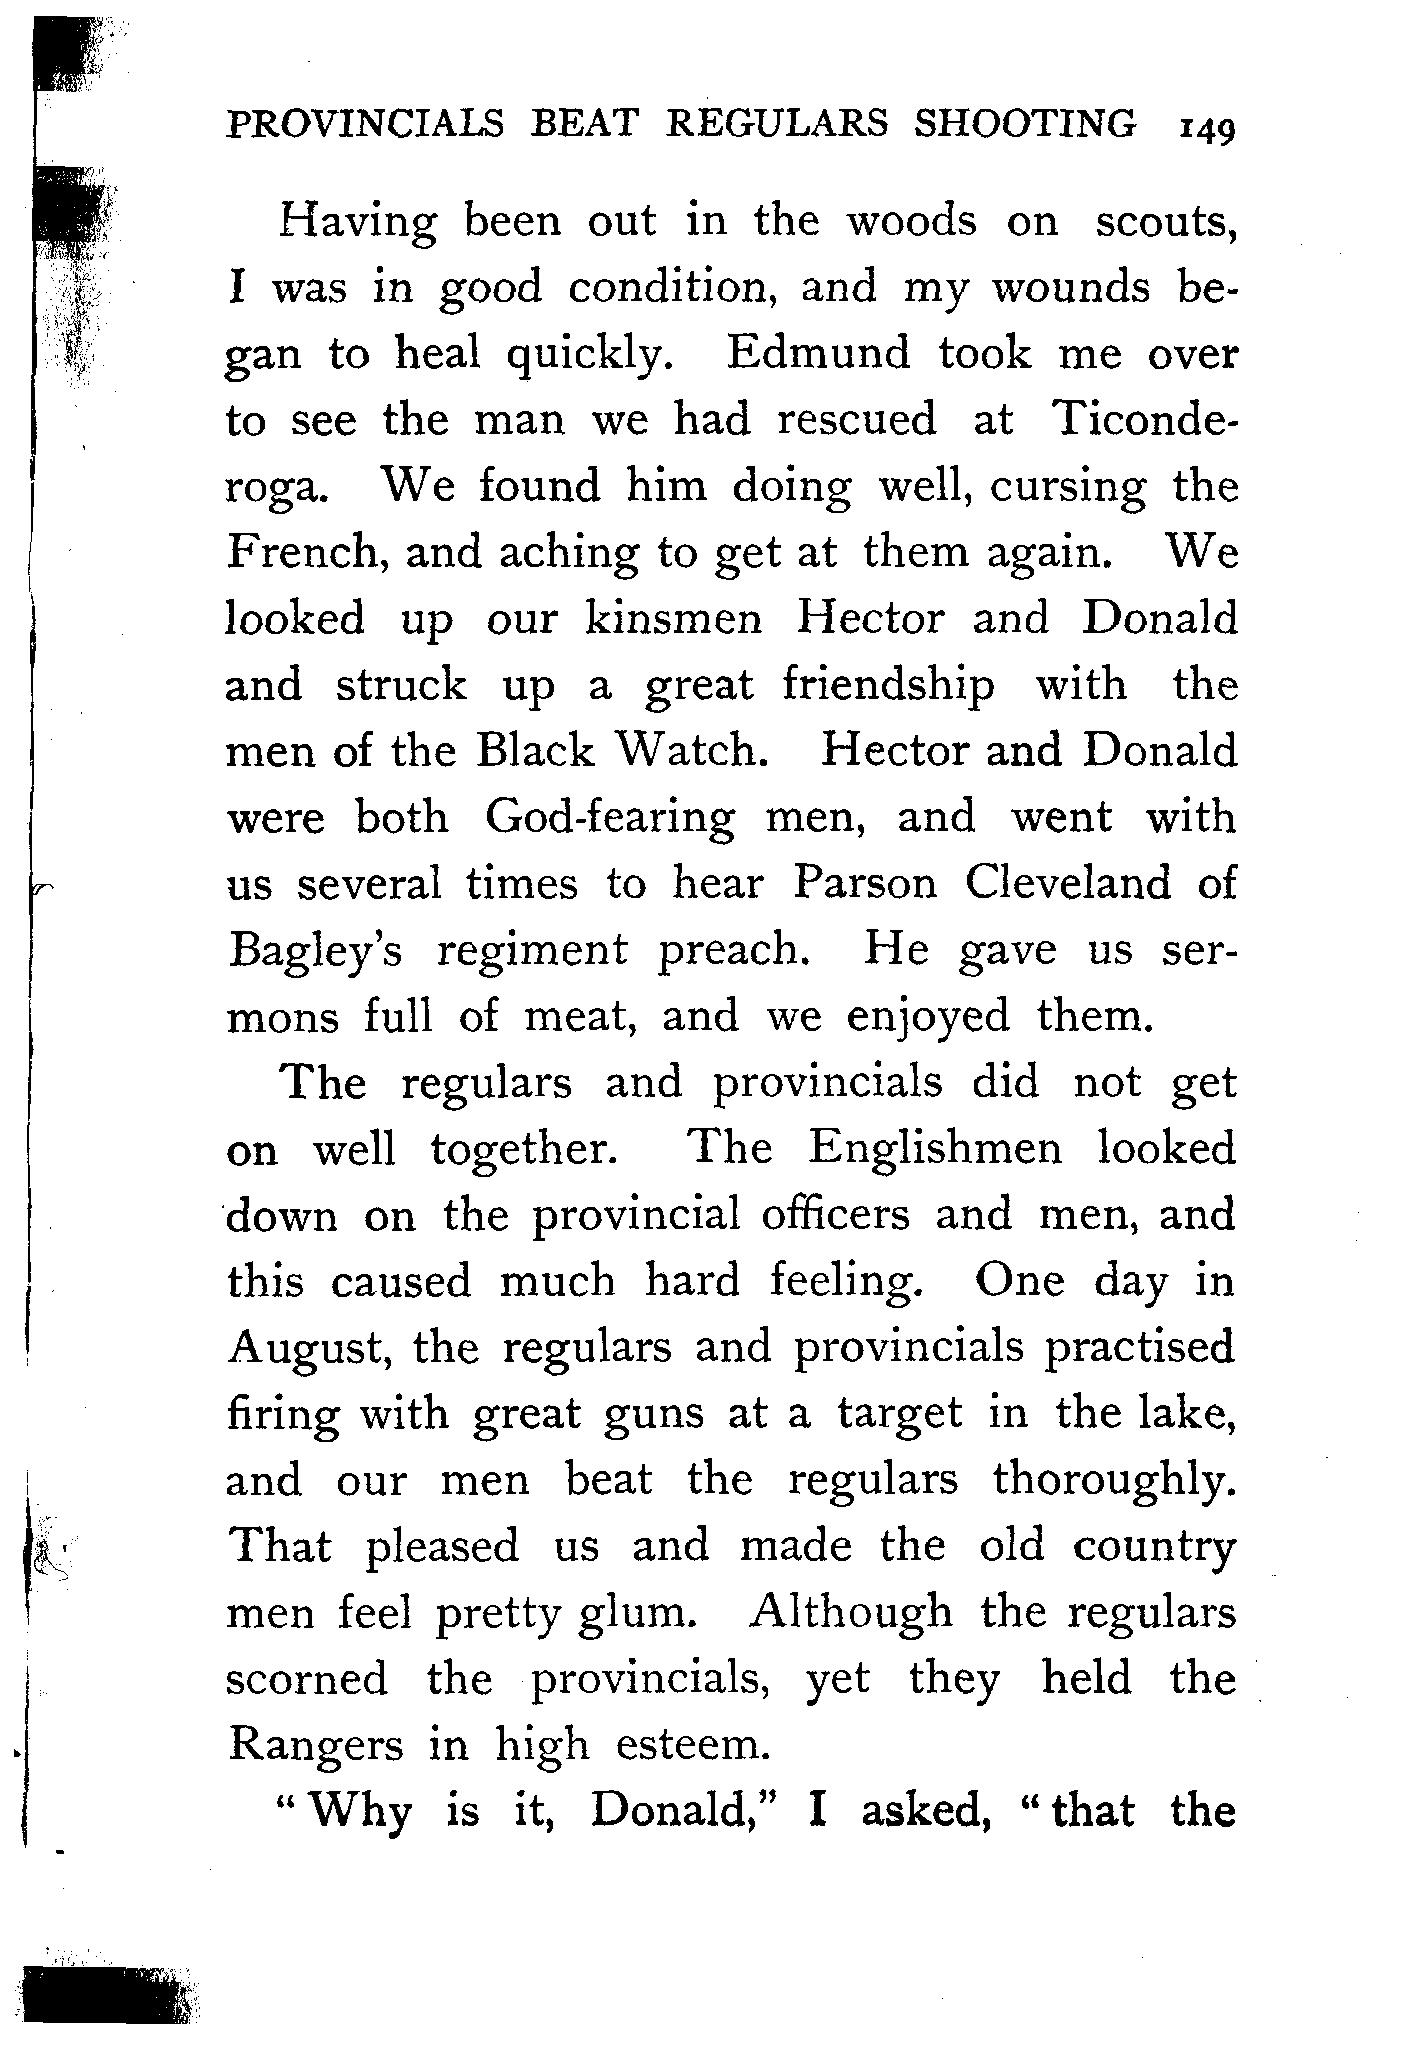 PROVINCIALS BEAT REGULARS SHOOTING 149
Having been out in the woods on scouts,
I was in good condition, and my wounds be-
gan to heal quickly. Edmund took me over
to see the man we had rescued at Ticonde-
roga. We found him doing well, cursing the
French, and aching to get at them again. We
looked up our kinsmen Hector and Donald
and struck up a great friendship with the
men of the Black Watch. Hector and Donald
were both God-fearing men, and went with
us several times to hear Parson Cleveland of
Bagley's regiment preach. He gave us ser-
mons full of meat, and we enjoyed them.
The regulars and provincials did not get
on well together. The Englishmen looked
down on the provincial officers and men, and
this caused much hard feeling. One day in
August, the regulars and provincials practised
firing with great guns at a target in the lake,
and our men beat the regulars thoroughly.
That pleased us and made the old country
men feel pretty glum. Although the regulars
scorned the provincials, yet they held the
Rangers in high esteem.
"Why is it, Donald," I asked, "that the